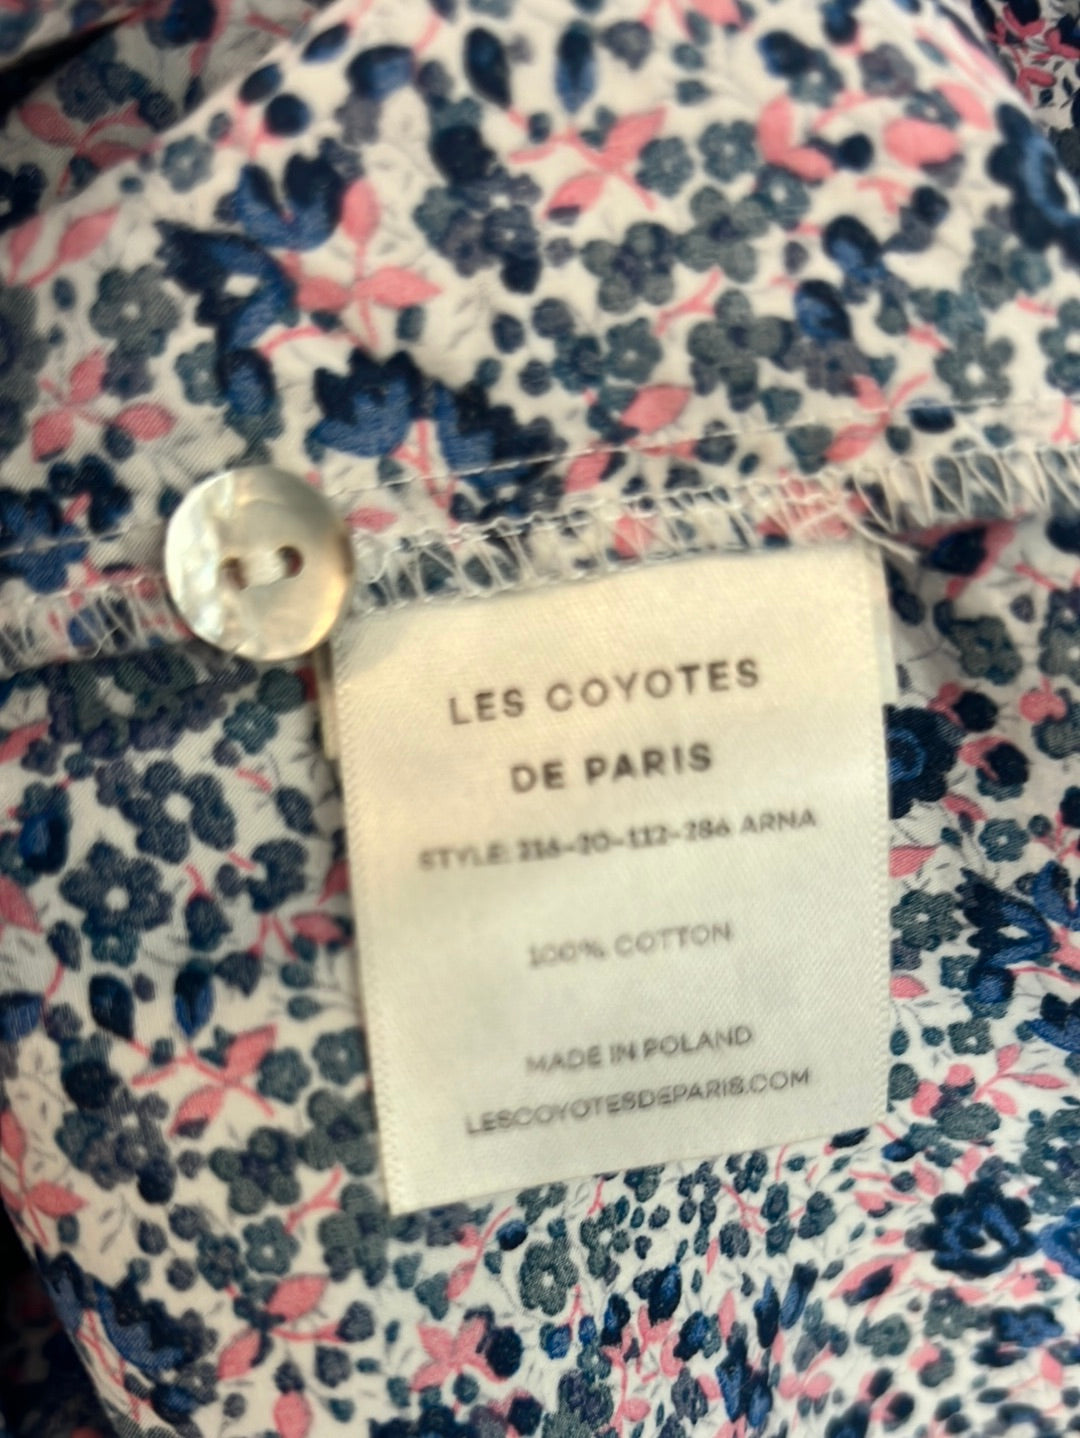 LES COYOTES
DE PARIS
STYLE: 216-20-112-286 ARNA
100% COTTON
MADE IN POLAND
LESCOYOTESDEPARIS.COM